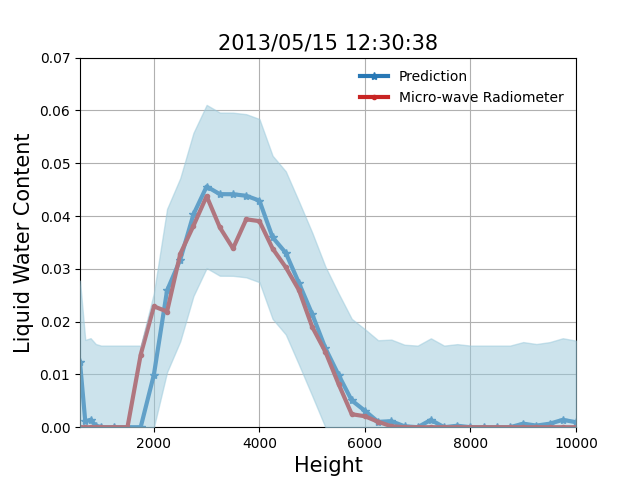 2013/05/15 12:30:38
0.07
0.06
0.05
0.04
0.03
0.02
0.01
0.00
Liquid Water Content
Prediction
Micro-wave Radiometer
2000 4000 6000 8000 10000
Height